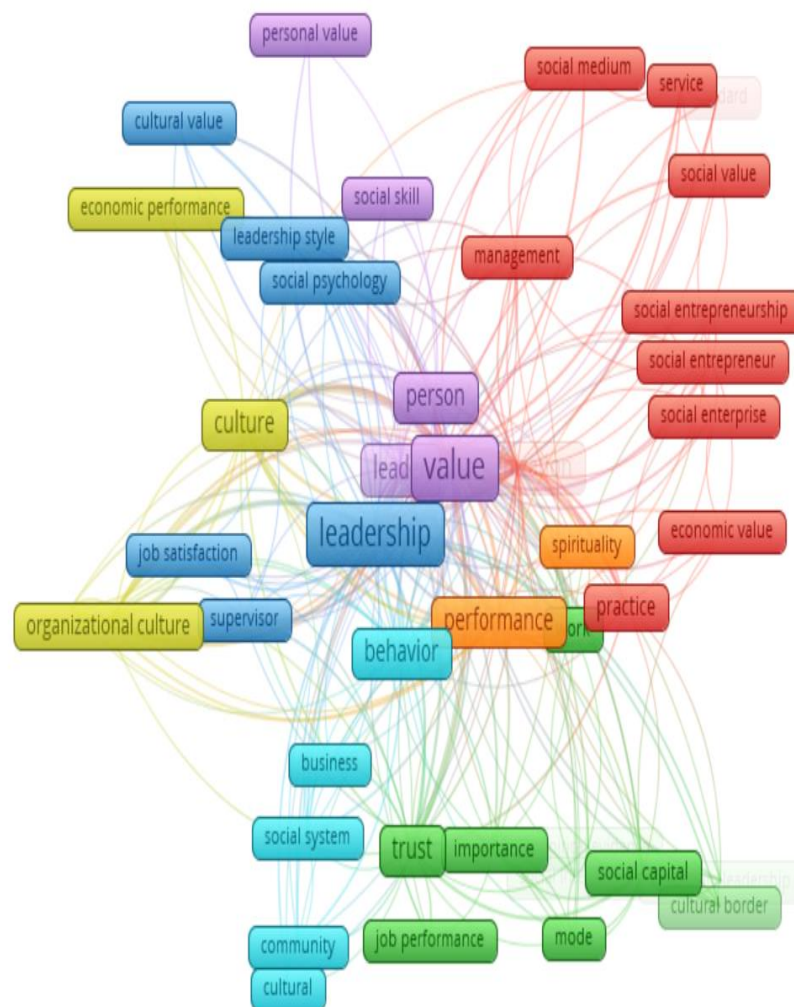 personal value
social medium
service
cultural value
social value
social skill
economic performance
leadership style
management
social psychology
social entrepreneurship
social entrepreneur
person
culture
social enterprise
lead
value
leadership
economic value
spirituality
job satisfaction
practice
organizational culture
supervisor
performance
behavior
business
social system
trust
importance
social capital
leadership
cultural border
job performance
mode
community
cultural